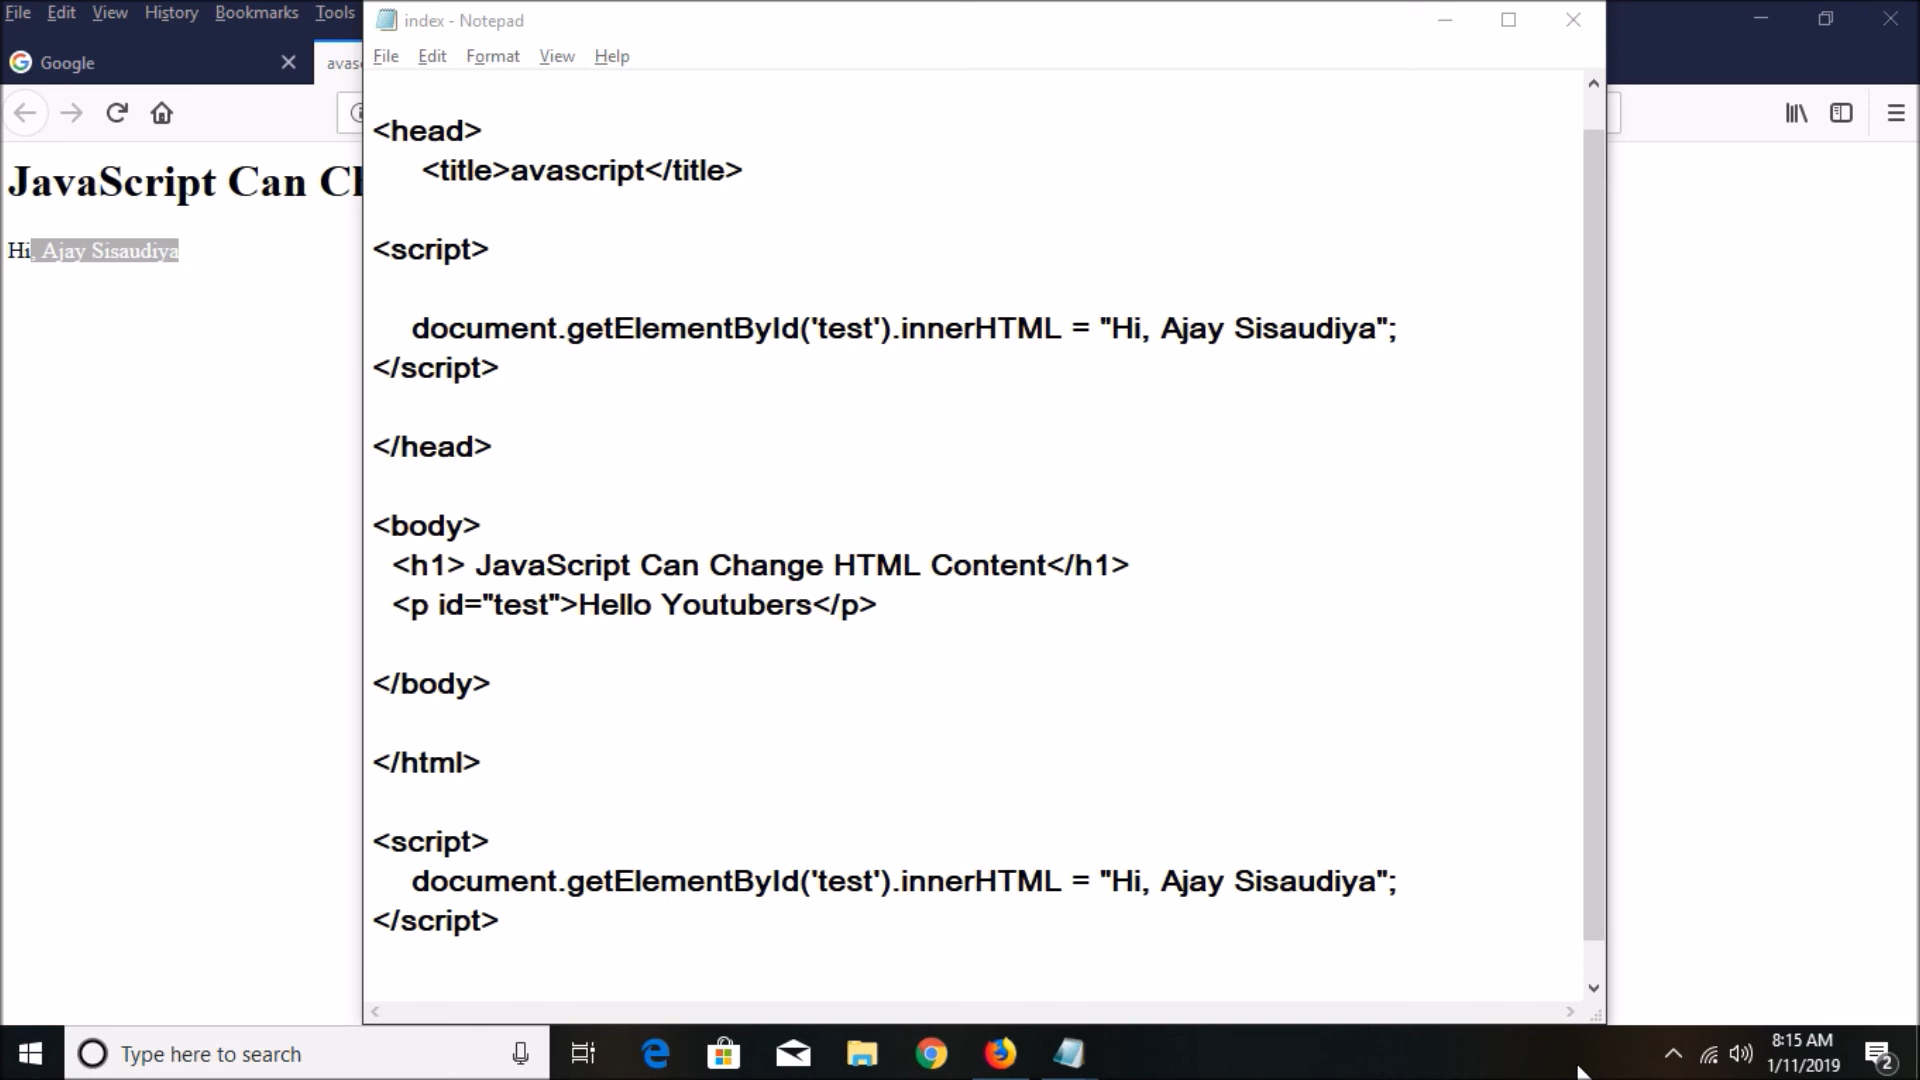 File Edit View History Bookmarks Tools
index - Notepad
Google
File Edit Format View Help
<head>
<title>avascript</title>
JavaScript Can
<script>
Hi, Ajay Sisaudiya
document.getElementById('test').innerHTML = "Hi, Ajay Sisaudiya";
</script>
</head>
<body>
<h1> JavaScript Can Change HTML Content</h1>
<p id="test">Hello Youtubers</p>
</body>
</html>
<script>
document.getElementById('test').innerHTML = "Hi, Ajay Sisaudiya";
</script>
Type here to search
8:15 AM
1/11/2019
2